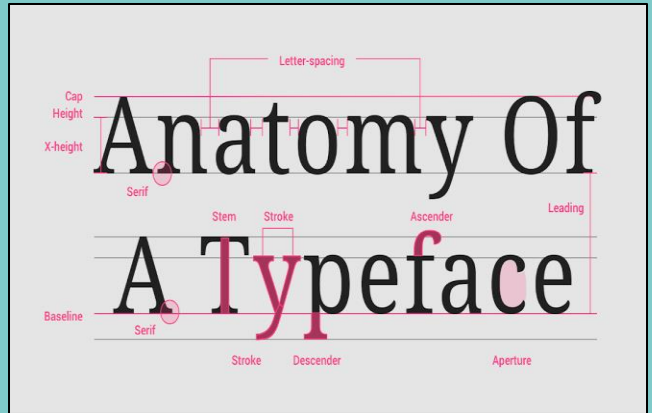 Letter-spacing
Cap
Height
X-height
Anatomy Of
Serif
Leading
Stem Stroke Ascender
A Typeface
Baseline
Serif
Stroke Descender Aperture